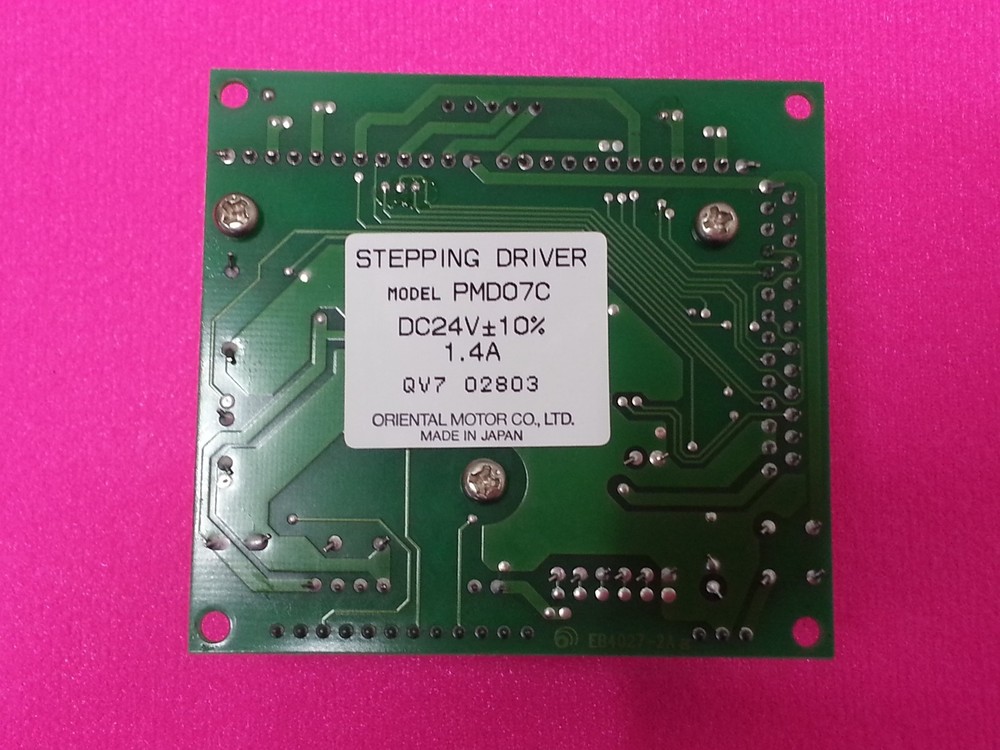 STEPPING DRIVER
MODEL PMD07C
DC24V±10%
1.4A
QV7 02803
ORIENTAL MOTOR CO., LTD.
MADE IN JAPAN